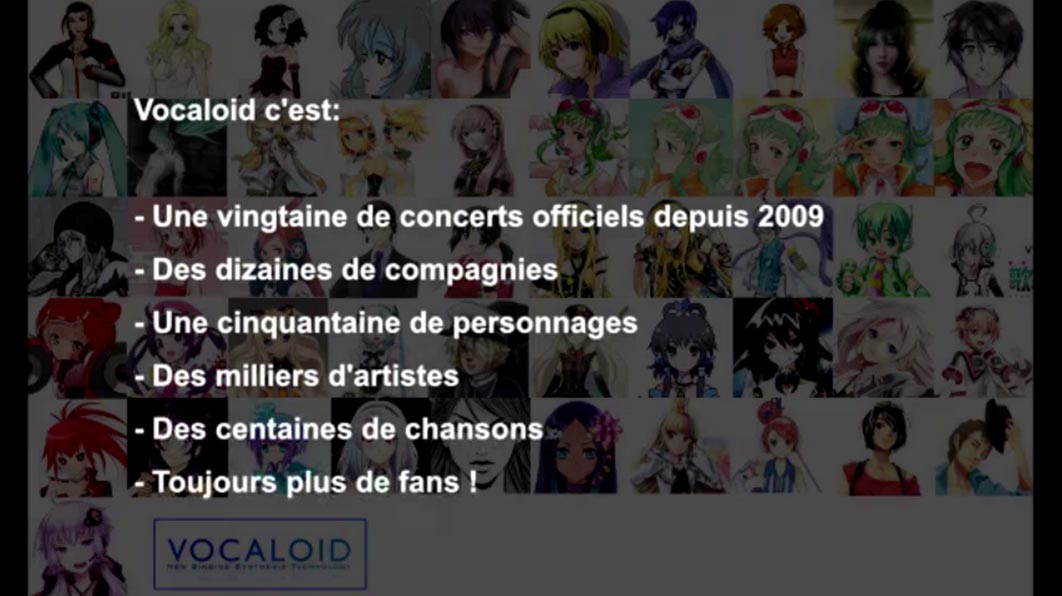 Vocaloid c'est:
- Une vingtaine de concerts officiels depuis 2009
- Des dizaines de compagnies
- Une cinquantaine de personnages
- Des milliers d'artistes
- Des centaines de chansons
- Toujours plus de fans !
VOCALOID
NEW SINGING SYNTHESIS TECHNOLOGY